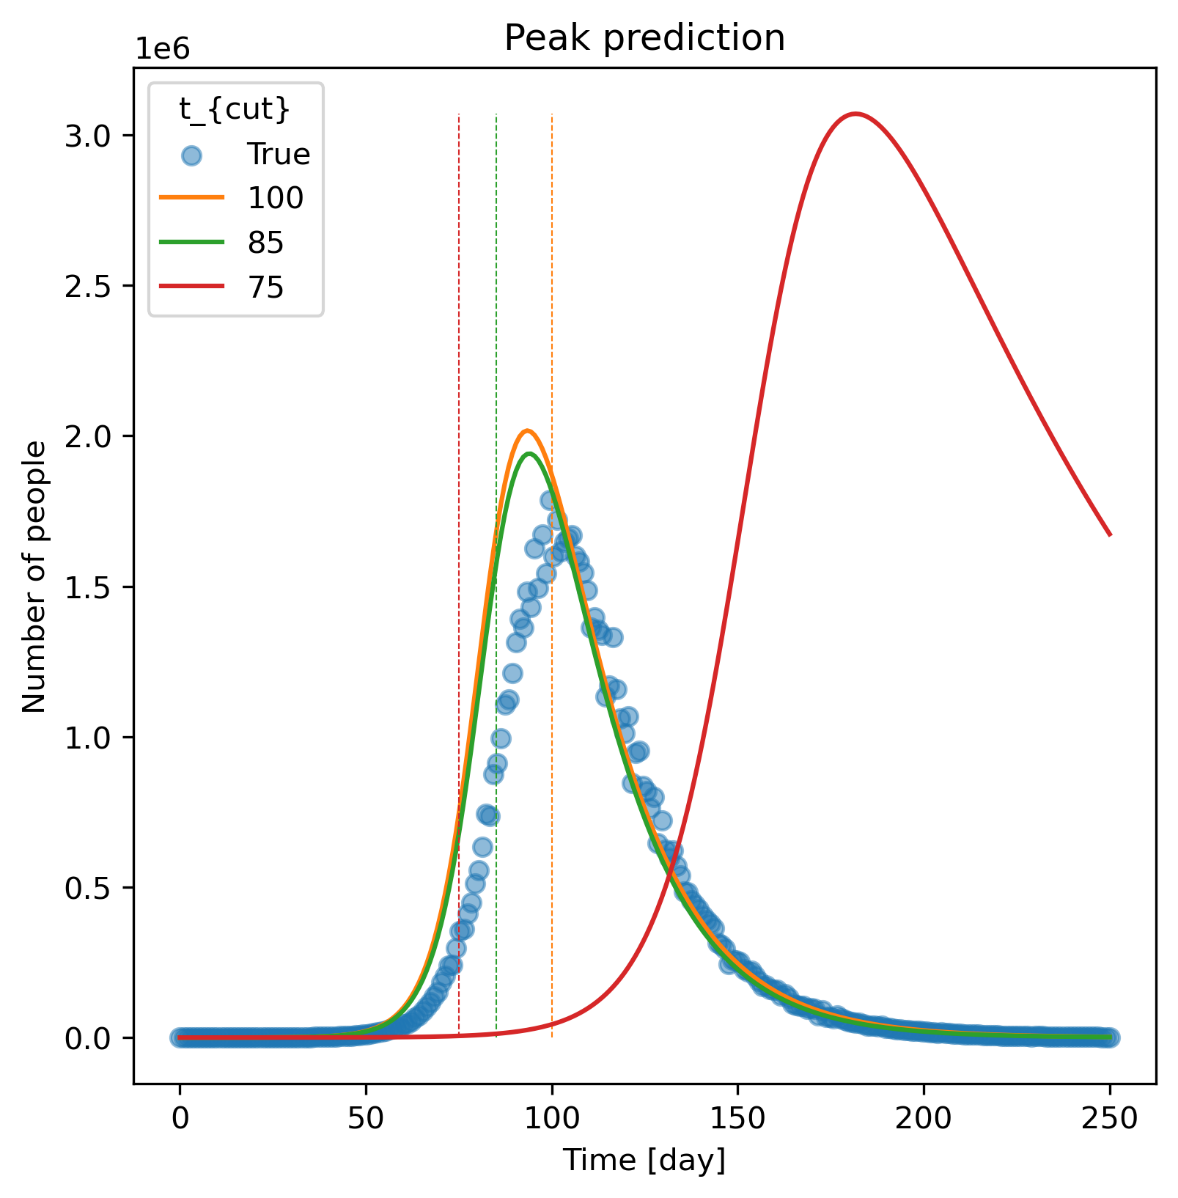 Peak prediction
1e6
t_{cut}
True
100
85
75
3.0
2.5
2.0
1.5
1.0
0.5
0.0
Number of people
0 50 100 150 200 250
Time [day]